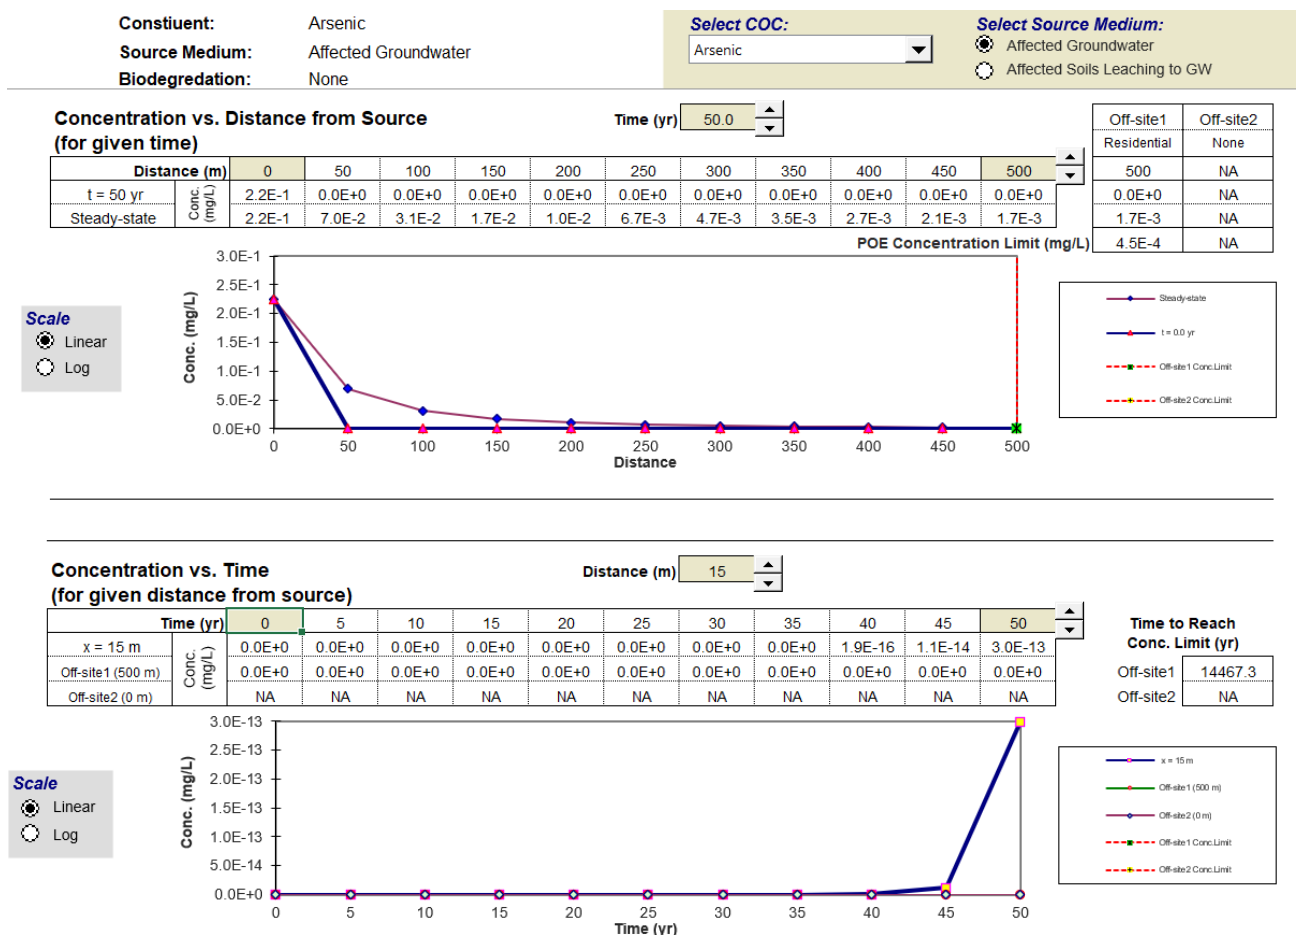 Constiuent: Arsenic
Source Medium: Affected Groundwater
Biodegredation: None
Select COC:
Arsenic
Select Source Medium:
Affected Groundwater
Affected Soils Leaching to GW
Concentration vs. Distance from Source
(for given time)
Time (yr) 50.0
Off-site1 Off-site2
Residential None
Distance (m) 0 50 100 150 200 250 300 350 400 450 500 500 NA
Conc. (mg/L)
t = 50 yr 2.2E-1 0.0E+0 0.0E+0 0.0E+0 0.0E+0 0.0E+0 0.0E+0 0.0E+0 0.0E+0 0.0E+0 0.0E+0 0.0E+0 NA
Steady-state 2.2E-1 7.0E-2 3.1E-2 1.7E-2 1.0E-2 6.7E-3 4.7E-3 3.5E-3 2.7E-3 2.1E-3 1.7E-3 1.7E-3 NA
POE Concentration Limit (mg/L) 4.5E-4 NA
Scale
Linear
Log
Conc. (mg/L)
3.0E-1
2.5E-1
2.0E-1
1.5E-1
1.0E-1
5.0E-2
0.0E+0
0 50 100 150 200 250 300 350 400 450 500
Distance
Steady-state
t = 0.0 yr
Off-site1 Conc.Limit
Off-site2 Conc.Limit
Concentration vs. Time
(for given distance from source)
Distance (m) 15
Time (yr) 0 5 10 15 20 25 30 35 40 45 50
Conc. (mg/L)
x = 15 m 0.0E+0 0.0E+0 0.0E+0 0.0E+0 0.0E+0 0.0E+0 0.0E+0 0.0E+0 1.9E-16 1.1E-14 3.0E-13
Off-site1 (500 m) 0.0E+0 0.0E+0 0.0E+0 0.0E+0 0.0E+0 0.0E+0 0.0E+0 0.0E+0 0.0E+0 0.0E+0 0.0E+0
Off-site2 (0 m) NA NA NA NA NA NA NA NA NA NA NA
Time to Reach
Conc. Limit (yr)
Off-site1 14467.3
Off-site2 NA
Scale
Linear
Log
Conc. (mg/L)
3.0E-13
2.5E-13
2.0E-13
1.5E-13
1.0E-13
5.0E-14
0.0E+0
0 5 10 15 20 25 30 35 40 45 50
Time (yr)
x = 15 m
Off-site1 (500 m)
Off-site2 (0 m)
Off-site1 Conc.Limit
Off-site2 Conc.Limit